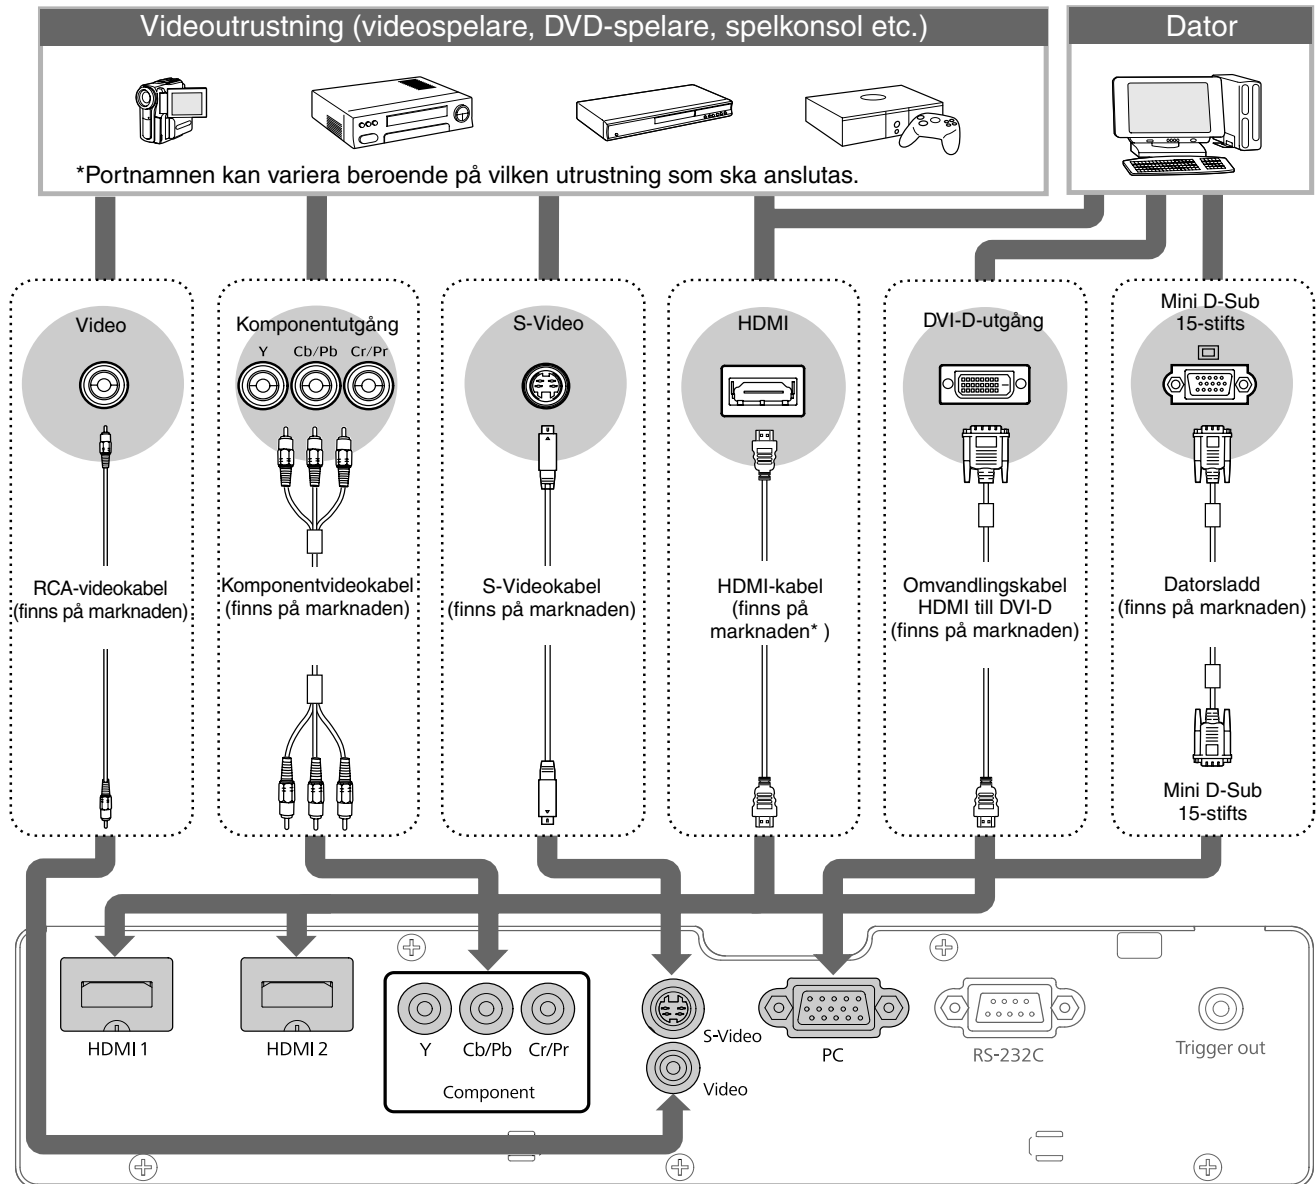 Videoutrustning (videospelare, DVD-spelare, spelkonsol etc.)
Dator
*Portnamnen kan variera beroende på vilken utrustning som ska anslutas.
Video
Komponentutgång
Y Cb/Pb Cr/Pr
S-Video
HDMI
DVI-D-utgång
Mini D-Sub
15-stifts
RCA-videokabel
(finns på marknaden)
Komponentvideokabel
(finns på marknaden)
S-Videokabel
(finns på marknaden)
HDMI-kabel
(finns på
marknaden* )
Omvandlingskabel
HDMI till DVI-D
(finns på marknaden)
Datorsladd
(finns på marknaden)
Mini D-Sub
15-stifts
HDMI 1
HDMI 2
Y Cb/Pb Cr/Pr
Component
S-Video
Video
PC
RS-232C
Trigger out